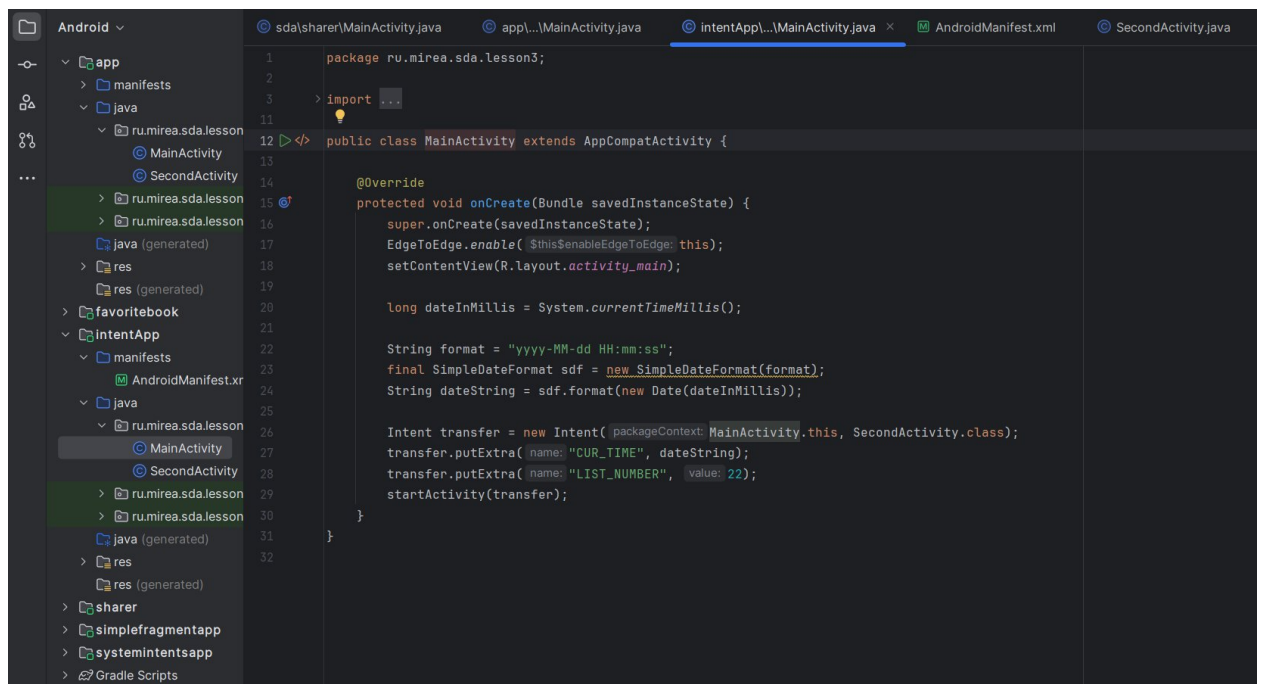 Android
sda\sharer\MainActivity.java
app\...\MainActivity.java
intentApp\...\MainActivity.java
AndroidManifest.xml
SecondActivity.java
app
manifests
java
ru.mirea.sda.lesson
MainActivity
SecondActivity
ru.mirea.sda.lesson
ru.mirea.sda.lesson
java (generated)
res
res (generated)
favoritebook
intentApp
manifests
AndroidManifest.xr
java
ru.mirea.sda.lesson
MainActivity
SecondActivity
ru.mirea.sda.lesson
ru.mirea.sda.lesson
java (generated)
res
res (generated)
sharer
simplefragmentapp
systemintentsapp
Gradle Scripts
1 package ru.mirea.sda.lesson3;
2
3 import ...
11
12 public class MainActivity extends AppCompatActivity {
13
14 @Override
15 protected void onCreate(Bundle savedInstanceState) {
16 super.onCreate(savedInstanceState);
17 EdgeToEdge.enable( $this$enableEdgeToEdge: this);
18 setContentView(R.layout.activity_main);
19
20 long dateInMillis = System.currentTimeMillis();
21
22 String format = "yyyy-MM-dd HH:mm:ss";
23 final SimpleDateFormat sdf = new SimpleDateFormat(format);
24 String dateString = sdf.format(new Date(dateInMillis));
25
26 Intent transfer = new Intent( packageContext: MainActivity.this, SecondActivity.class);
27 transfer.putExtra( name: "CUR_TIME", dateString);
28 transfer.putExtra( name: "LIST_NUMBER", value: 22);
29 startActivity(transfer);
30 }
31 }
32